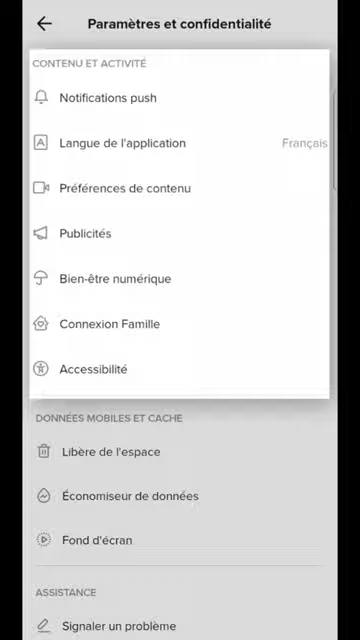 Paramètres et confidentialité
CONTENU ET ACTIVITÉ
Notifications push
Langue de l'application Français
Préférences de contenu
Publicités
Bien-être numérique
Connexion Famille
Accessibilité
DONNÉES MOBILES ET CACHE
Libère de l'espace
Économiseur de données
Fond d'écran
ASSISTANCE
Signaler un problème